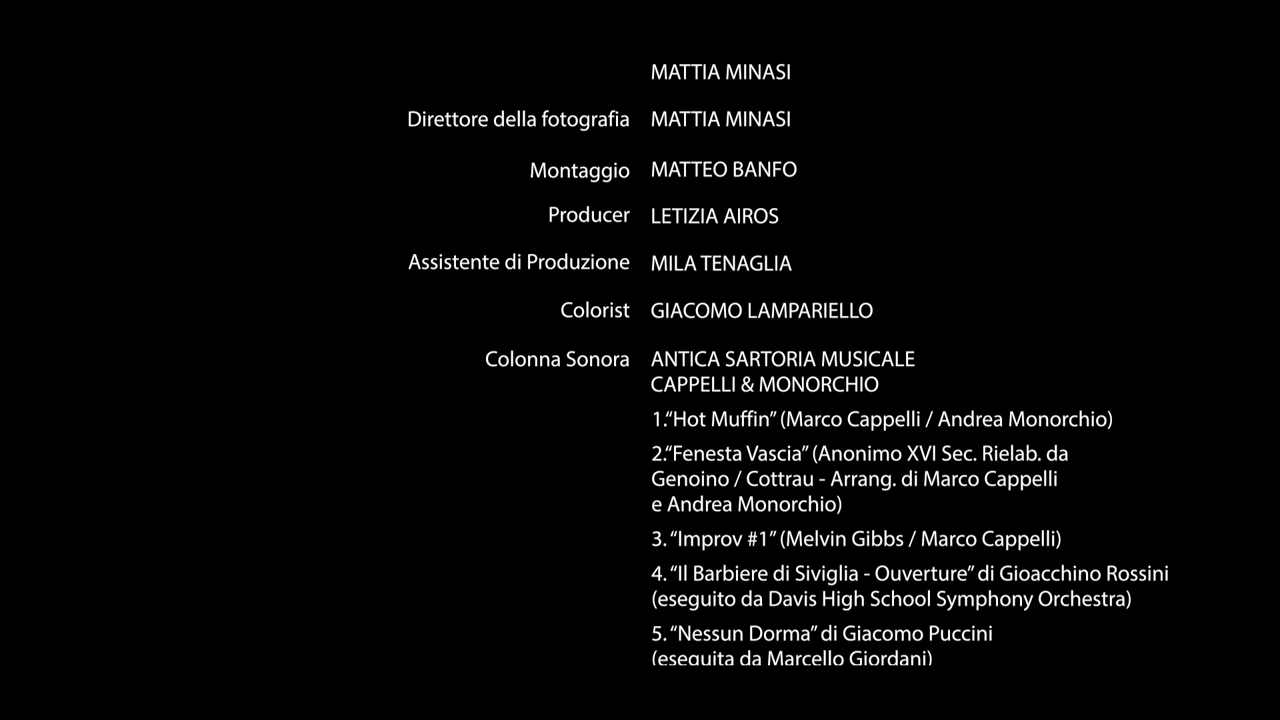 MATTIA MINASI
Direttore della fotografia MATTIA MINASI
Montaggio MATTEO BANFO
Producer LETIZIA AIROS
Assistente di Produzione MILA TENAGLIA
Colorist GIACOMO LAMPARIELLO
Colonna Sonora ANTICA SARTORIA MUSICALE
CAPPELLI & MONORCHIO
1.“Hot Muffin” (Marco Cappelli / Andrea Monorchio)
2.“Fenesta Vascia” (Anonimo XVI Sec. Rielab. da
Genoino / Cottrau - Arrang. di Marco Cappelli
e Andrea Monorchio)
3. “Improv #1” (Melvin Gibbs / Marco Cappelli)
4. “Il Barbiere di Siviglia - Ouverture” di Gioacchino Rossini
(eseguito da Davis High School Symphony Orchestra)
5. “Nessun Dorma” di Giacomo Puccini
(eseguita da Marcello Giordani)